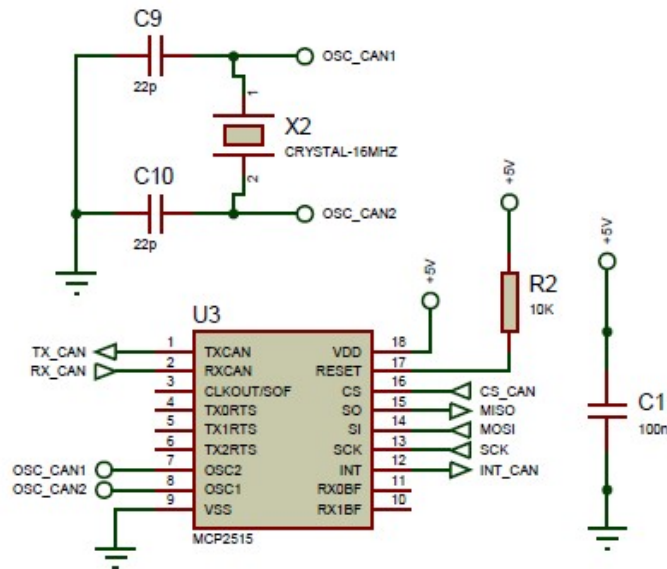 C9
22p
OSC_CAN1
1
X2
CRYSTAL-16MHZ
2
C10
22p
OSC_CAN2
+5V
+5V
+5V
R2
10K
C1
100n
U3
TX_CAN 1 TXCAN VDD 18
RX_CAN 2 RXCAN RESET 17
3 CLKOUT/SOF CS 16 CS_CAN
4 TX0RTS SO 15 MISO
5 TX1RTS SI 14 MOSI
6 TX2RTS SCK 13 SCK
OSC_CAN1 7 OSC2 INT 12 INT_CAN
OSC_CAN2 8 OSC1 RX0BF 11
9 VSS RX1BF 10
MCP2515